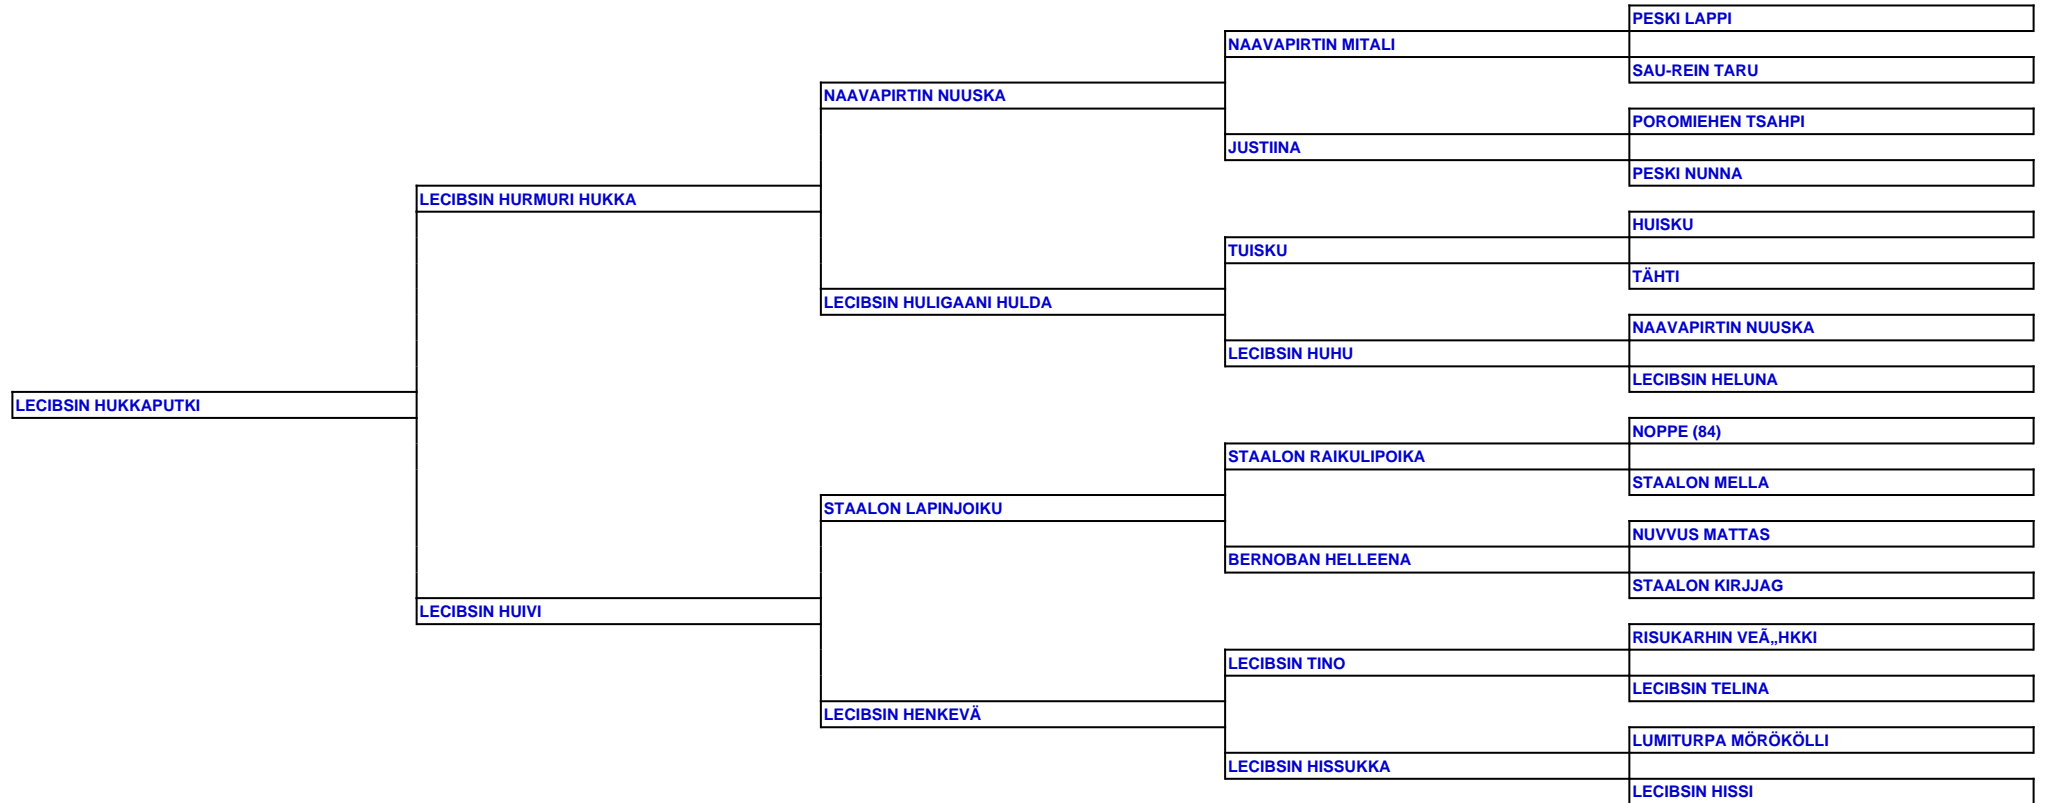 PESKI LAPPI
NAAVAPIRTIN MITALI
SAU-REIN TARU
NAAVAPIRTIN NUUSKA
POROMIEHEN TSAHPI
JUSTIINA
PESKI NUNNA
LECIBSIN HURMURI HUKKA
HUISKU
TUISKU
TÄHTI
LECIBSIN HULIGAANI HULDA
NAAVAPIRTIN NUUSKA
LECIBSIN HUHU
LECIBSIN HELUNA
LECIBSIN HUKKAPUTKI
NOPPE (84)
STAALON RAIKULIPOIKA
STAALON MELLA
STAALON LAPINJOIKU
NUVVUS MATTAS
BERNOBAN HELLEENA
STAALON KIRJJAG
LECIBSIN HUIVI
RISUKARHIN VEÃ„HKKI
LECIBSIN TINO
LECIBSIN TELINA
LECIBSIN HENKEVÄ
LUMITURPA MÖRÖKÖLLI
LECIBSIN HISSUKKA
LECIBSIN HISSI